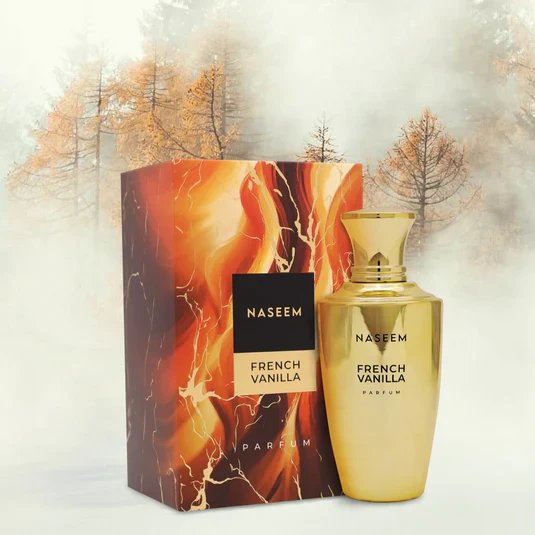 NASEEM
FRENCH
VANILLA
PARFUM
NASEEM
FRENCH
VANILLA
PARFUM